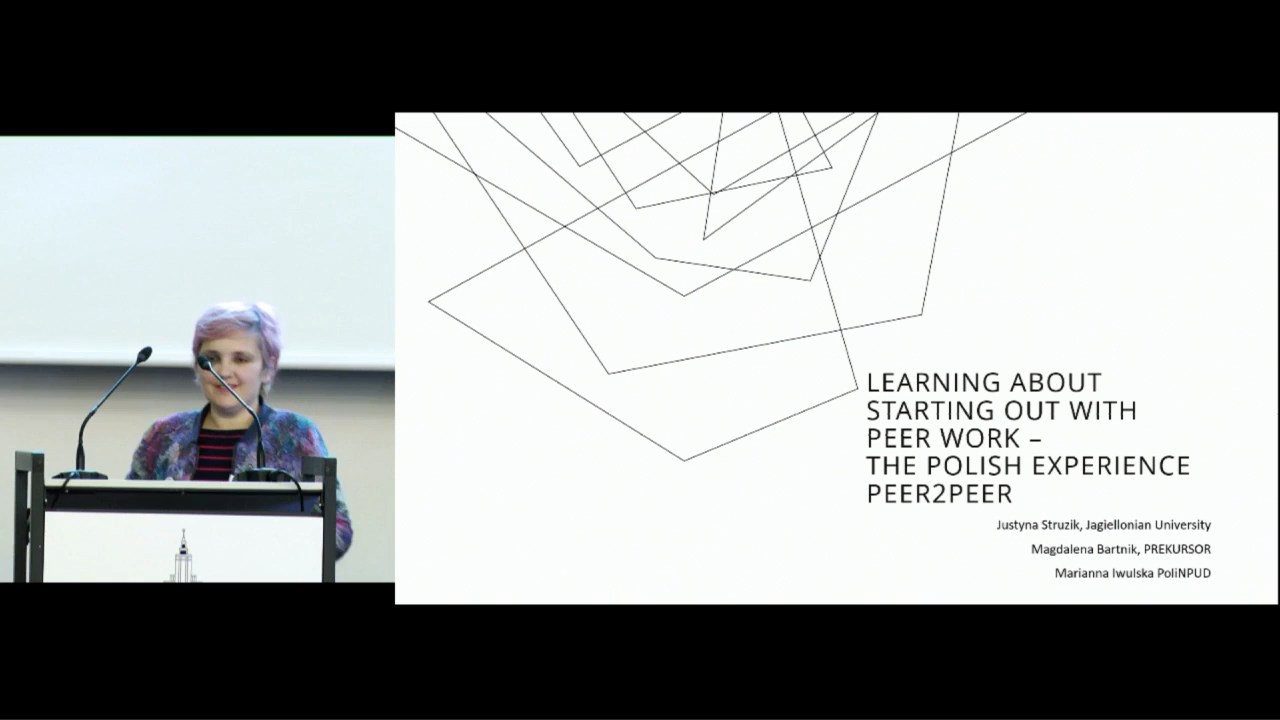 LEARNING ABOUT
STARTING OUT WITH
PEER WORK –
THE POLISH EXPERIENCE
PEER2PEER
Justyna Struzik, Jagiellonian University
Magdalena Bartnik, PREKURSOR
Marianna Iwulska PoliNPUD